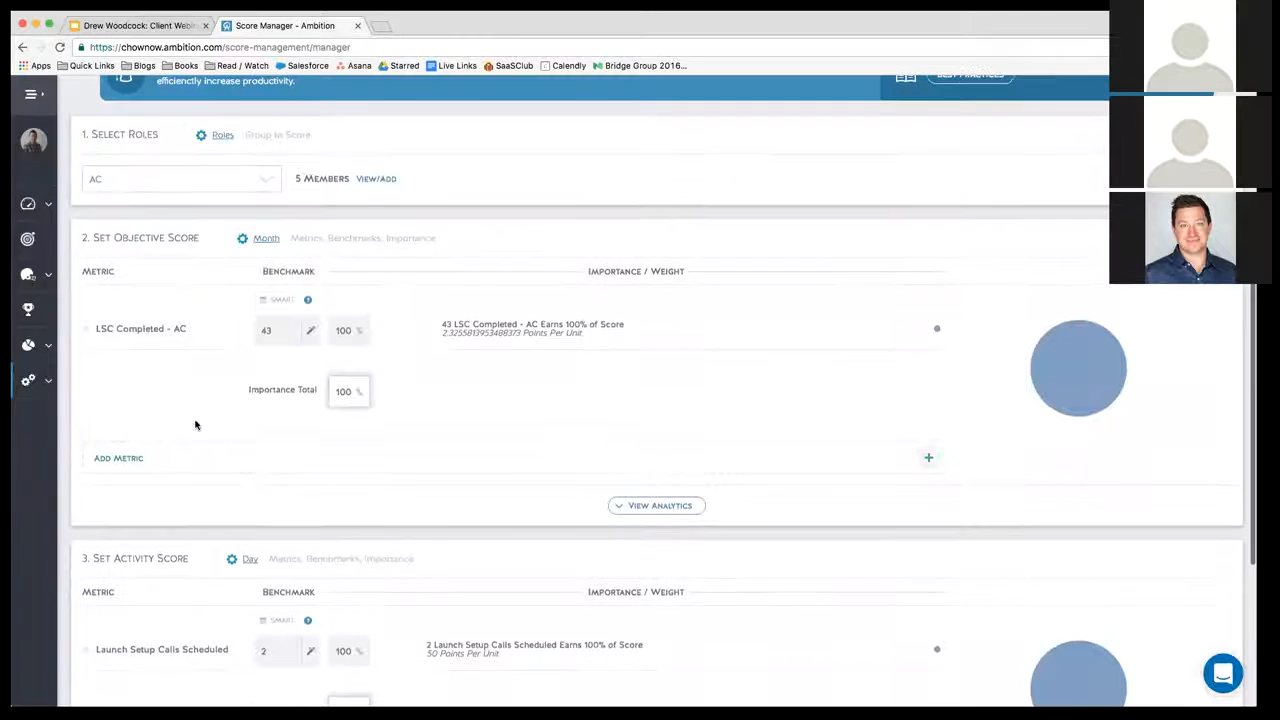 Drew Woodcock: Client Webin
Score Manager - Ambition
https://chownow.ambition.com/score-management/manager
Apps Quick Links Blogs Books Read / Watch Salesforce Asana Starred Live Links SaaSClub Calendly Bridge Group 2016...
efficiently increase productivity.
BEST PRACTICES
1. SELECT ROLES Roles Group to Score
AC 5 MEMBERS VIEW/ADD
2. SET OBJECTIVE SCORE Month Metrics, Benchmarks, Importance
METRIC BENCHMARK IMPORTANCE / WEIGHT
SMART ?
LSC Completed - AC 43 100 % 43 LSC Completed - AC Earns 100% of Score
2.3255813953488373 Points Per Unit.
Importance Total 100 %
ADD METRIC +
VIEW ANALYTICS
3. SET ACTIVITY SCORE Day Metrics, Benchmarks, Importance
METRIC BENCHMARK IMPORTANCE / WEIGHT
SMART ?
Launch Setup Calls Scheduled 2 100 % 2 Launch Setup Calls Scheduled Earns 100% of Score
50 Points Per Unit